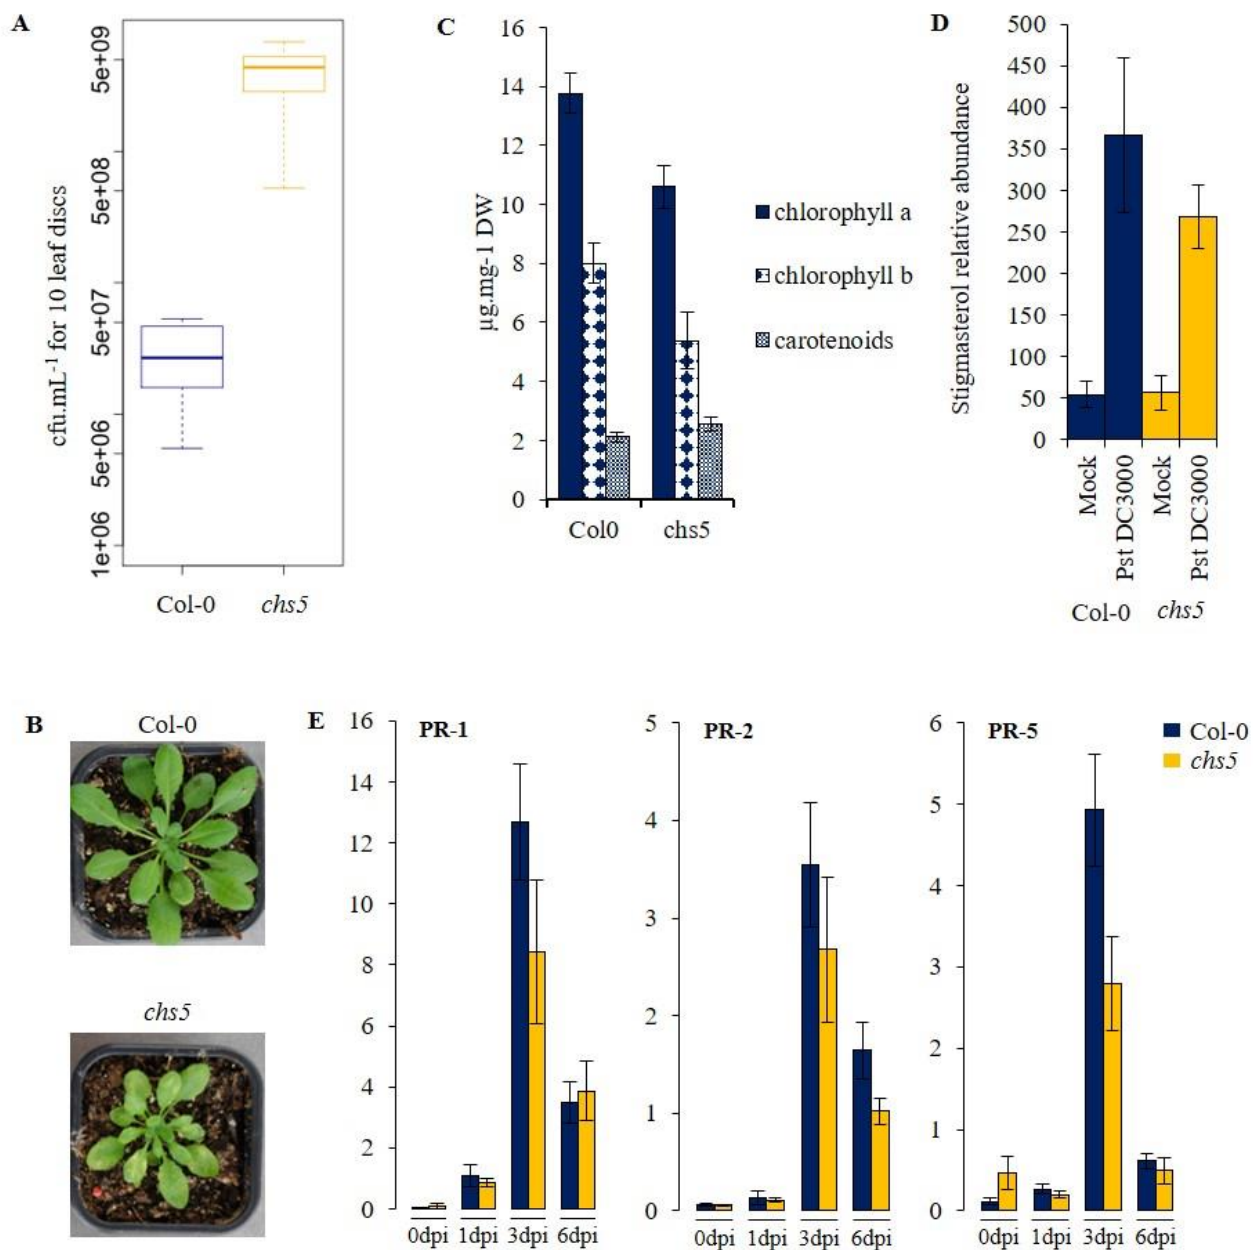 A
cfu.mL⁻¹ for 10 leaf discs
5e+09
5e+08
5e+07
5e+06
1e+06
Col-0
chs5
C
µg.mg-1 DW
16
14
12
10
8
6
4
2
0
Col0
chs5
chlorophyll a
chlorophyll b
carotenoids
D
Stigmasterol relative abundance
500
450
400
350
300
250
200
150
100
50
0
Mock
Pst DC3000
Mock
Pst DC3000
Col-0
chs5
B
Col-0
chs5
E
PR-1
16
14
12
10
8
6
4
2
0
0dpi
1dpi
3dpi
6dpi
PR-2
5
4
3
2
1
0
0dpi
1dpi
3dpi
6dpi
PR-5
6
5
4
3
2
1
0
0dpi
1dpi
3dpi
6dpi
Col-0
chs5